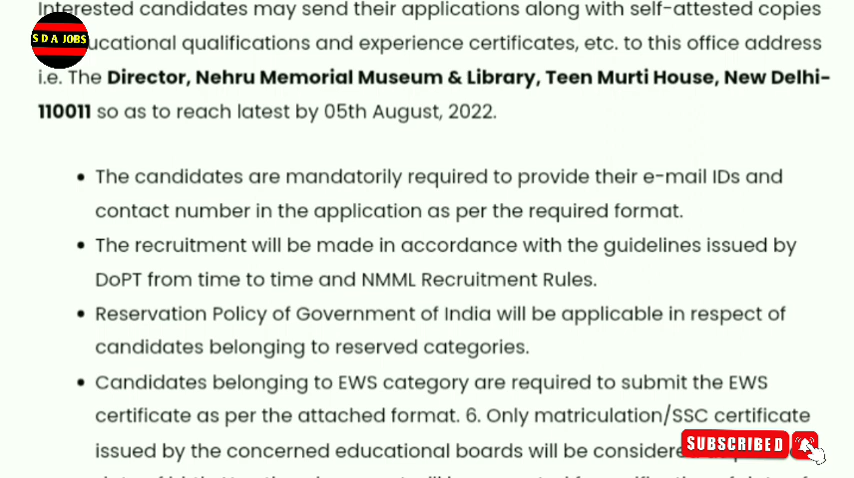 Interested candidates may send their applications along with self-attested copies
SDA JOBS
ucational qualifications and experience certificates, etc. to this office address
i.e. The Director, Nehru Memorial Museum & Library, Teen Murti House, New Delhi-
110011 so as to reach latest by 05th August, 2022.
• The candidates are mandatorily required to provide their e-mail IDs and
contact number in the application as per the required format.
• The recruitment will be made in accordance with the guidelines issued by
DoPT from time to time and NMML Recruitment Rules.
• Reservation Policy of Government of India will be applicable in respect of
candidates belonging to reserved categories.
• Candidates belonging to EWS category are required to submit the EWS
certificate as per the attached format. 6. Only matriculation/SSC certificate
issued by the concerned educational boards will be considere
SUBSCRIBED